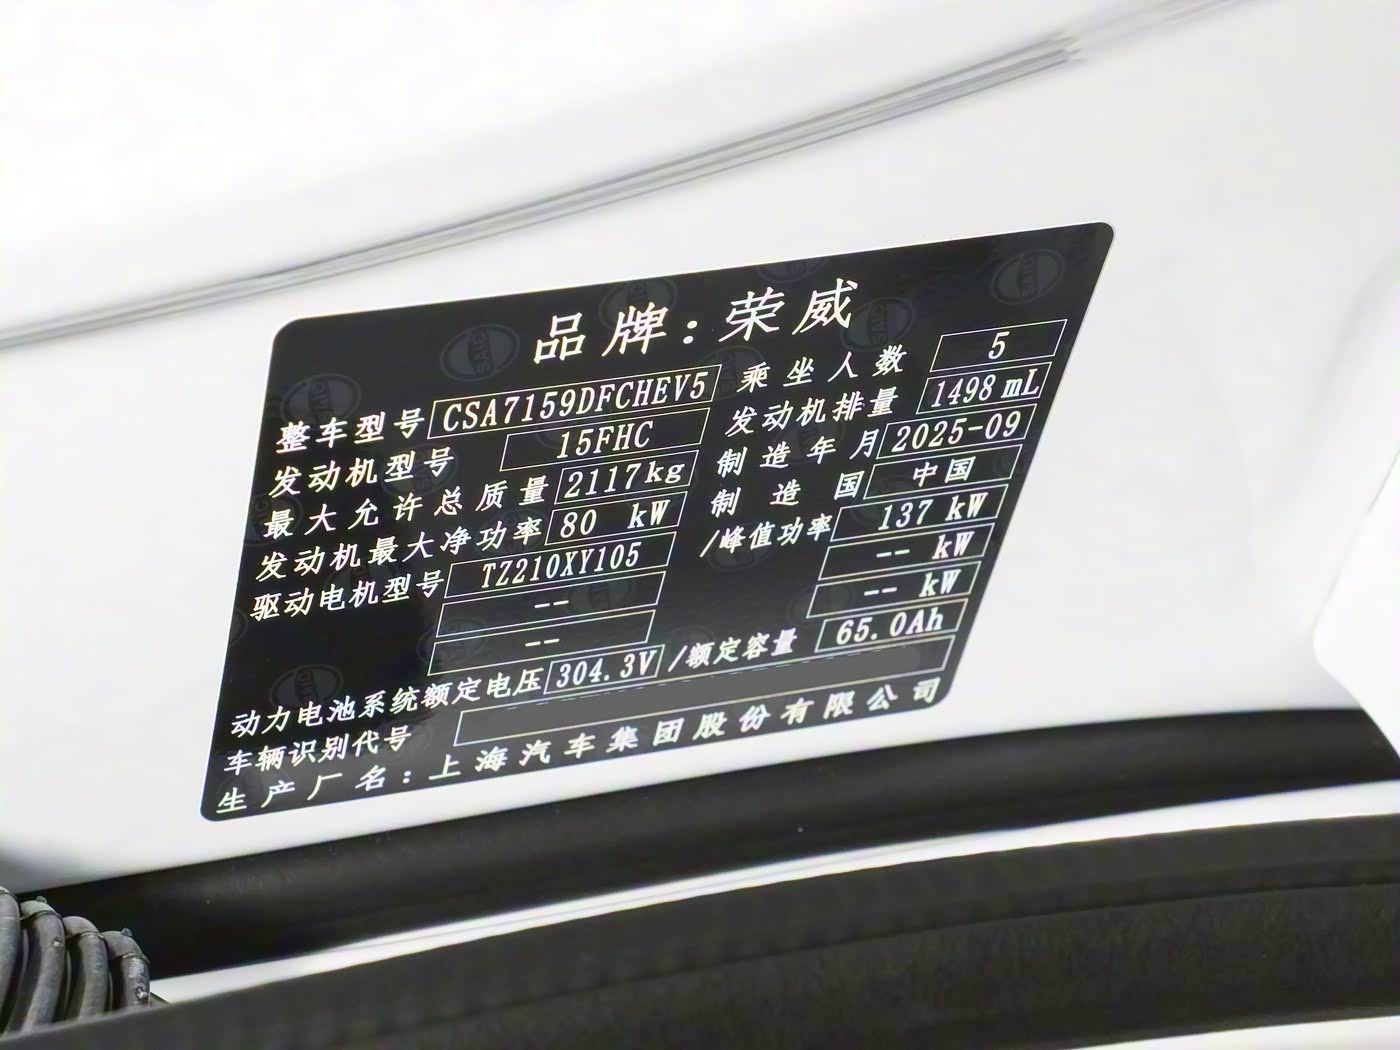 品牌:荣威
整车型号 CSA7159DFCHEV5 乘坐人数 5
发动机型号 15FHC 发动机排量 1498 mL
最大允许总质量 2117kg 制造年月 2025-09
发动机最大净功率 80 kW 制造国 中国
驱动电机型号 TZ210XY105 /峰值功率 137 kW
-- -- kW
-- -- kW
动力电池系统额定电压 304.3V /额定容量 65.0Ah
车辆识别代号
生产厂名:上海汽车集团股份有限公司